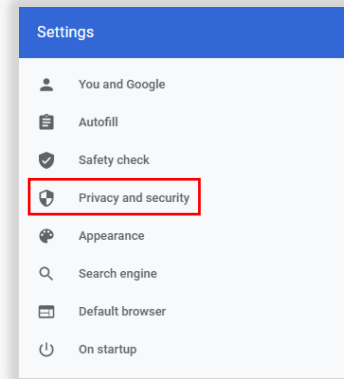 Settings
You and Google
Autofill
Safety check
Privacy and security
Appearance
Search engine
Default browser
On startup